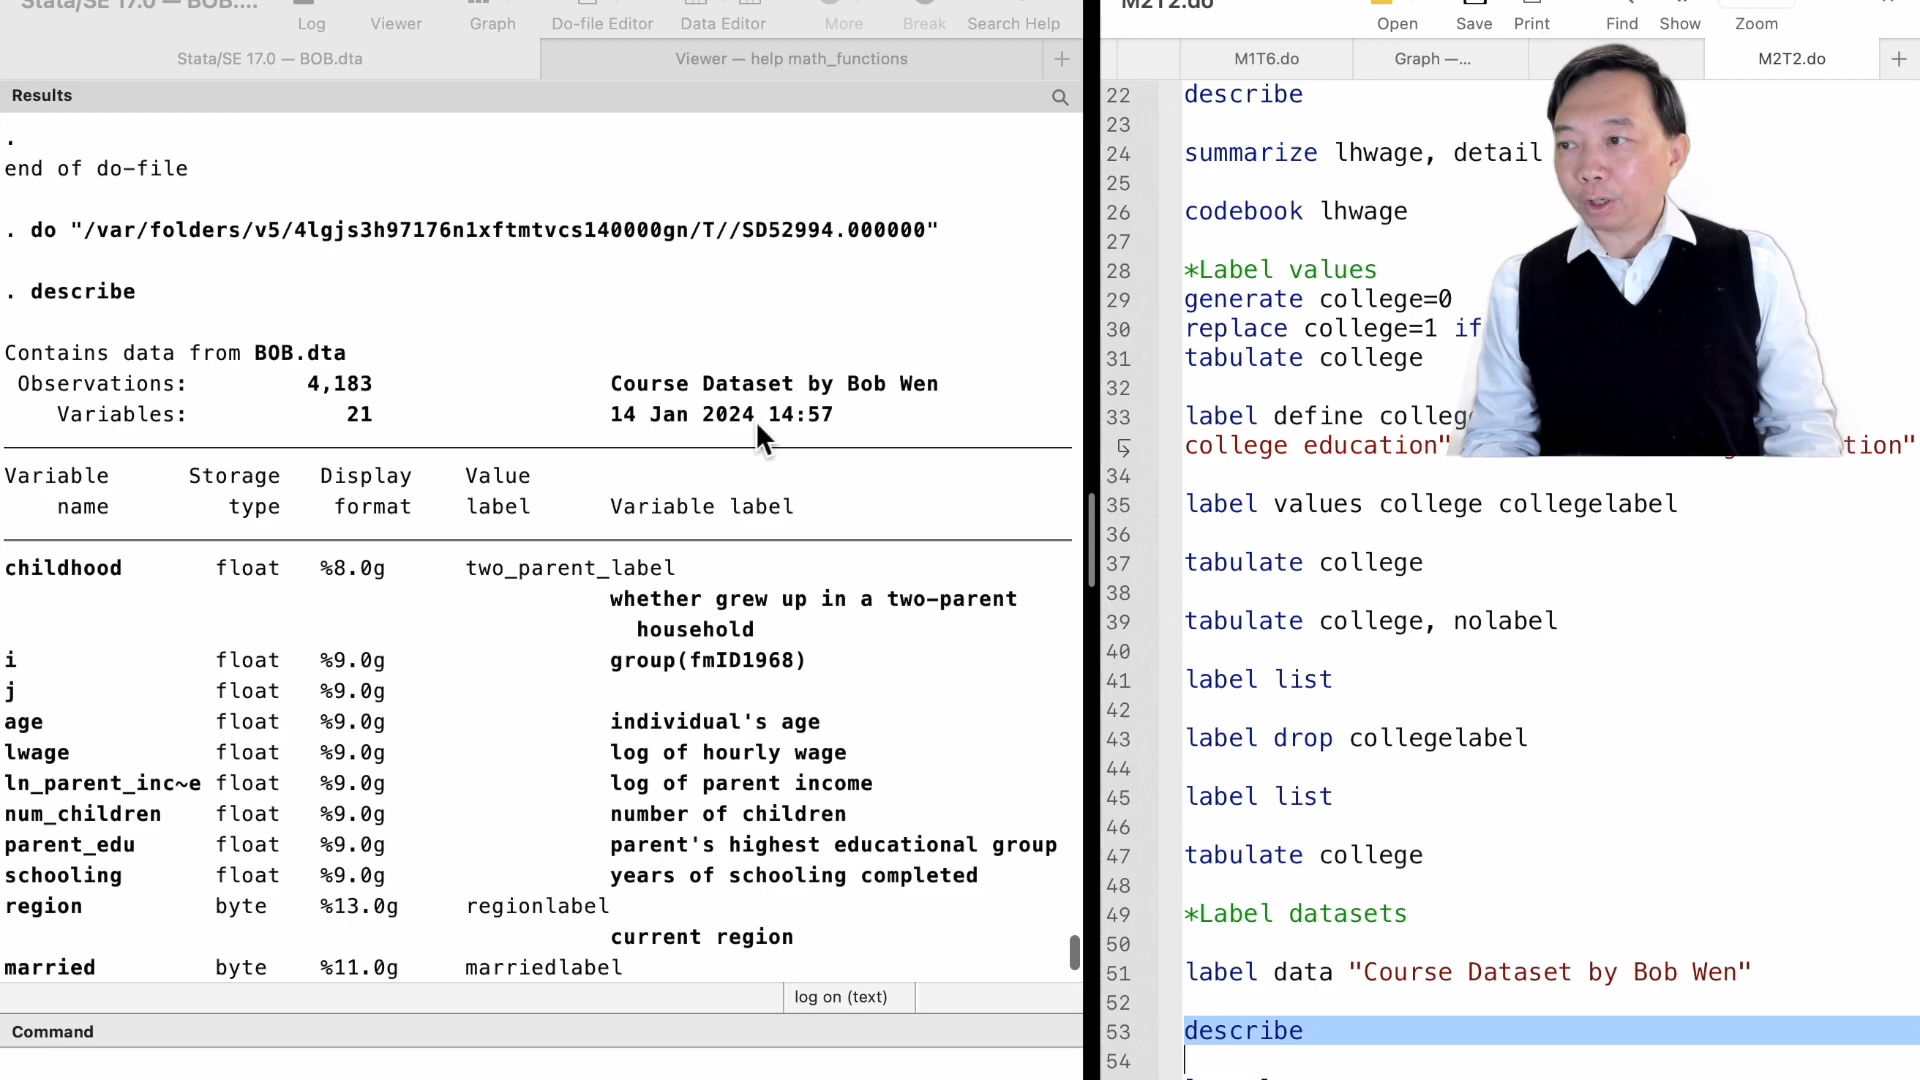 Stata/SE 17.0 — BOB....
Log
Viewer
Graph
Do-file Editor
Data Editor
More
Break
Search Help
Stata/SE 17.0 — BOB.dta
Viewer — help math_functions
Results
.
end of do-file
. do "/var/folders/v5/4lgjs3h97176n1xftmtvcs140000gn/T//SD52994.000000"
. describe
Contains data from BOB.dta
Observations: 4,183 Course Dataset by Bob Wen
Variables: 21 14 Jan 2024 14:57
Variable Storage Display Value
name type format label Variable label
childhood float %8.0g two_parent_label
whether grew up in a two-parent
household
i float %9.0g group(fmID1968)
j float %9.0g
age float %9.0g individual's age
lwage float %9.0g log of hourly wage
ln_parent_inc~e float %9.0g log of parent income
num_children float %9.0g number of children
parent_edu float %9.0g parent's highest educational group
schooling float %9.0g years of schooling completed
region byte %13.0g regionlabel
current region
married byte %11.0g marriedlabel
log on (text)
Command
M2T2.do
Open
Save
Print
Find
Show
Zoom
M1T6.do
Graph —...
M2T2.do
22 describe
23
24 summarize lhwage, detail
25
26 codebook lhwage
27
28 *Label values
29 generate college=0
30 replace college=1 if
31 tabulate college
32
33 label define colleg
college education" tion"
34
35 label values college collegelabel
36
37 tabulate college
38
39 tabulate college, nolabel
40
41 label list
42
43 label drop collegelabel
44
45 label list
46
47 tabulate college
48
49 *Label datasets
50
51 label data "Course Dataset by Bob Wen"
52
53 describe
54